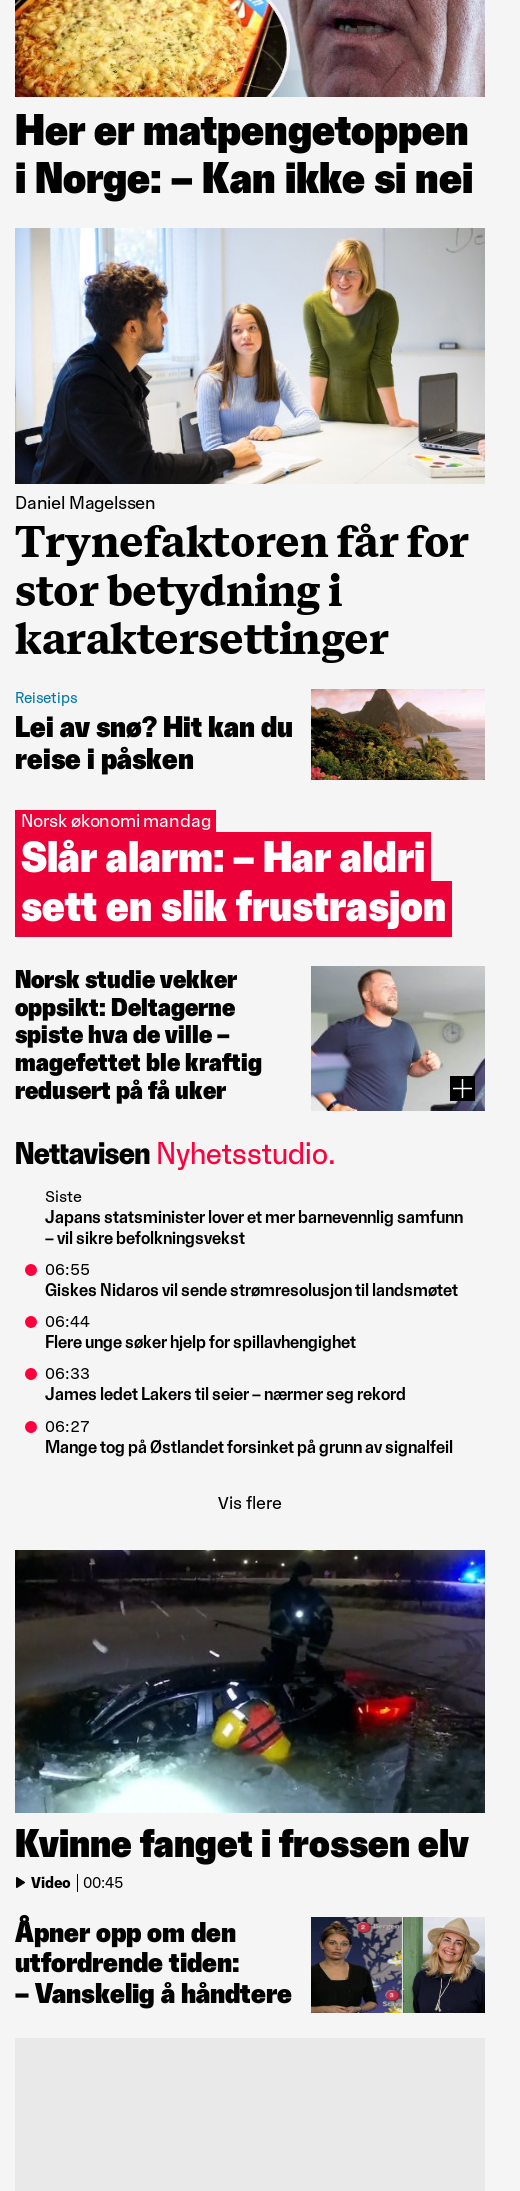 Her er matpengetoppen
i Norge: – Kan ikke si nei
Daniel Magelssen
Trynefaktoren får for
stor betydning i
karaktersettinger
Reisetips
Lei av snø? Hit kan du
reise i påsken
Norsk økonomi mandag
Slår alarm: – Har aldri
sett en slik frustrasjon
Norsk studie vekker
oppsikt: Deltagerne
spiste hva de ville –
magefettet ble kraftig
redusert på få uker
Nettavisen Nyhetsstudio.
Siste
Japans statsminister lover et mer barnevennlig samfunn
– vil sikre befolkningsvekst
06:55
Giskes Nidaros vil sende strømresolusjon til landsmøtet
06:44
Flere unge søker hjelp for spillavhengighet
06:33
James ledet Lakers til seier – nærmer seg rekord
06:27
Mange tog på Østlandet forsinket på grunn av signalfeil
Vis flere
Kvinne fanget i frossen elv
Video 00:45
Åpner opp om den
utfordrende tiden:
– Vanskelig å håndtere